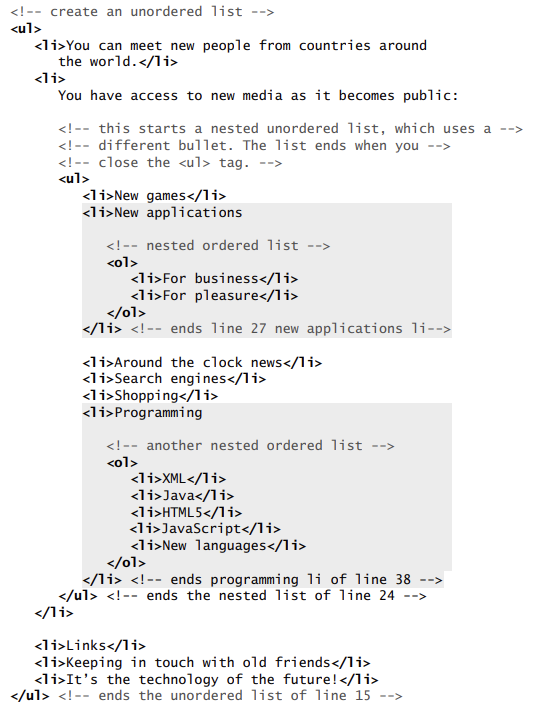 <!-- create an unordered list -->
<ul>
<li>You can meet new people from countries around
the world.</li>
<li>
You have access to new media as it becomes public:
<!-- this starts a nested unordered list, which uses a -->
<!-- different bullet. The list ends when you -->
<!-- close the <ul> tag. -->
<ul>
<li>New games</li>
<li>New applications
<!-- nested ordered list -->
<ol>
<li>For business</li>
<li>For pleasure</li>
</ol>
</li> <!-- ends line 27 new applications li-->
<li>Around the clock news</li>
<li>Search engines</li>
<li>Shopping</li>
<li>Programming
<!-- another nested ordered list -->
<ol>
<li>XML</li>
<li>Java</li>
<li>HTML5</li>
<li>JavaScript</li>
<li>New languages</li>
</ol>
</li> <!-- ends programming li of line 38 -->
</ul> <!-- ends the nested list of line 24 -->
</li>
<li>Links</li>
<li>Keeping in touch with old friends</li>
<li>It’s the technology of the future!</li>
</ul> <!-- ends the unordered list of line 15 -->